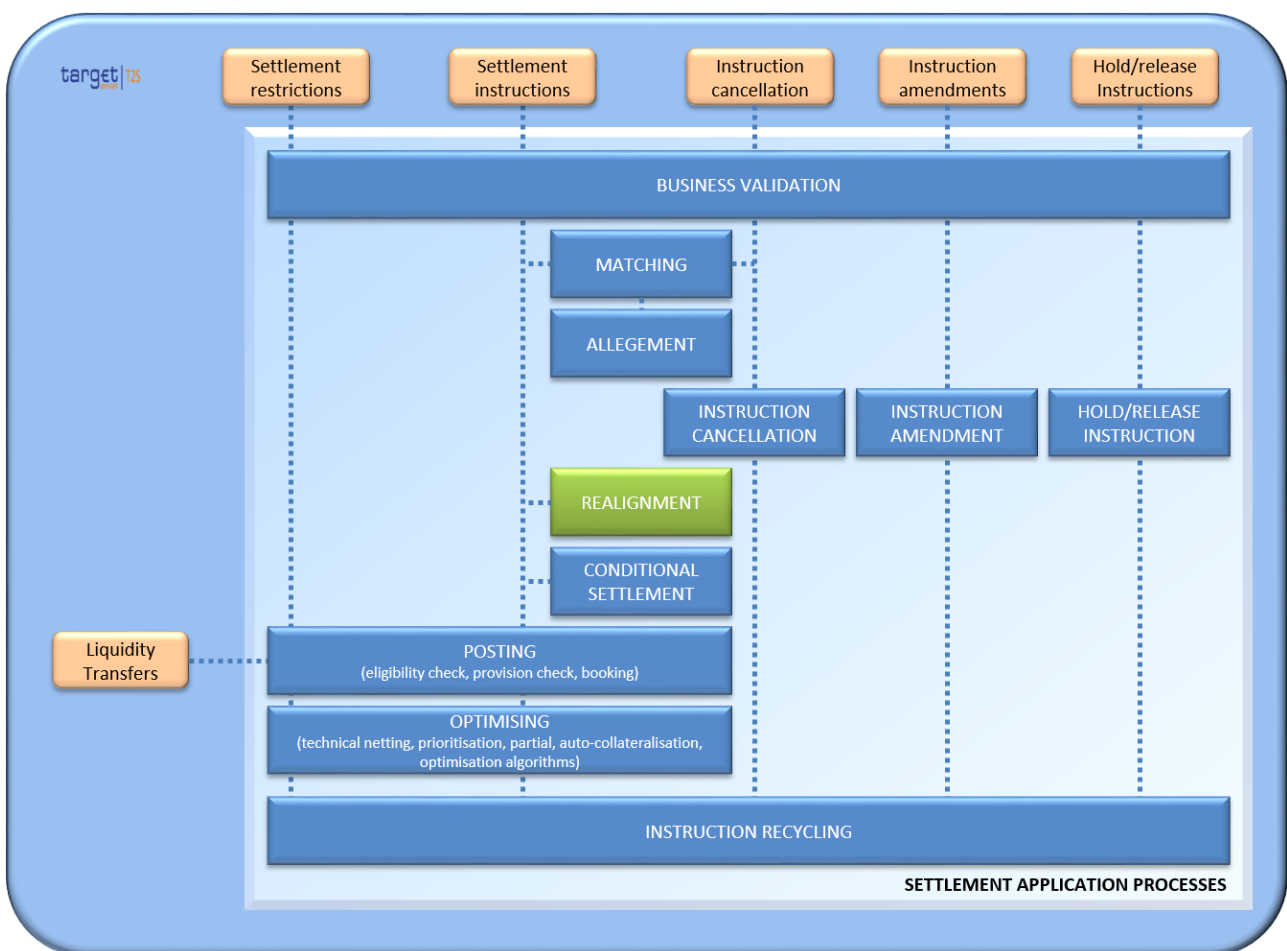 target|T2S
SERVICES
Settlement
restrictions
Settlement
instructions
Instruction
cancellation
Instruction
amendments
Hold/release
Instructions
BUSINESS VALIDATION
MATCHING
ALLEGEMENT
INSTRUCTION
CANCELLATION
INSTRUCTION
AMENDMENT
HOLD/RELEASE
INSTRUCTION
REALIGNMENT
CONDITIONAL
SETTLEMENT
Liquidity
Transfers
POSTING
(eligibility check, provision check, booking)
OPTIMISING
(technical netting, prioritisation, partial, auto-collateralisation,
optimisation algorithms)
INSTRUCTION RECYCLING
SETTLEMENT APPLICATION PROCESSES